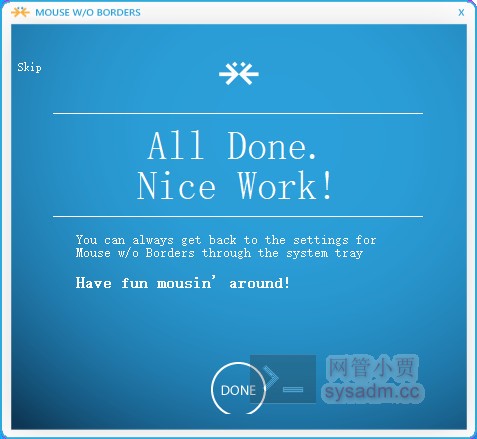 MOUSE W/O BORDERS
X
Skip
All Done.
Nice Work!
You can always get back to the settings for
Mouse w/o Borders through the system tray
Have fun mousin' around!
DONE
网管小贾
sysadm.cc